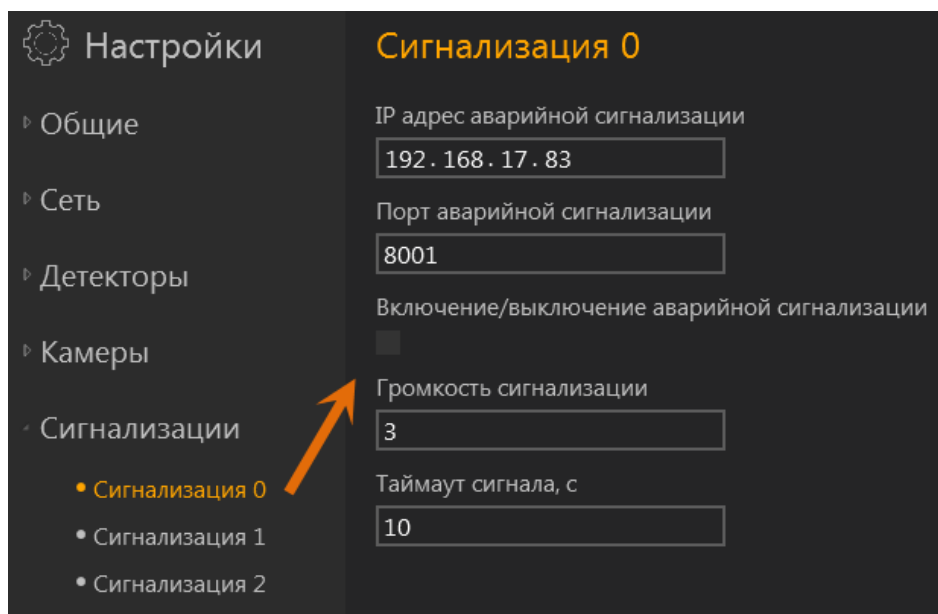 Настройки
Общие
Сеть
Детекторы
Камеры
Сигнализации
Сигнализация 0
Сигнализация 1
Сигнализация 2
Сигнализация 0
IP адрес аварийной сигнализации
192 . 168 . 17 . 83
Порт аварийной сигнализации
8001
Включение/выключение аварийной сигнализации
Громкость сигнализации
3
Таймаут сигнала, с
10